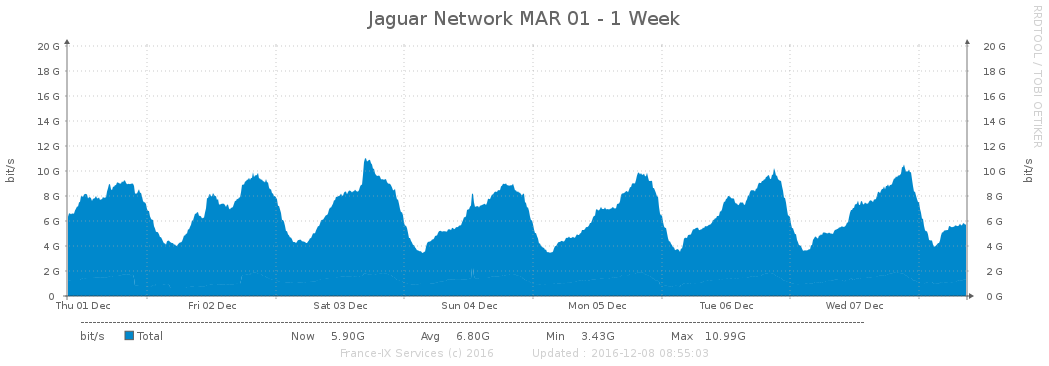 Jaguar Network MAR 01 - 1 Week
RRDTOOL / TOBI OETIKER
bit/s
20 G 20 G
18 G 18 G
16 G 16 G
14 G 14 G
12 G 12 G
10 G 10 G
8 G 8 G
6 G 6 G
4 G 4 G
2 G 2 G
0 0 G
bit/s
Thu 01 Dec Fri 02 Dec Sat 03 Dec Sun 04 Dec Mon 05 Dec Tue 06 Dec Wed 07 Dec
bit/s Total Now 5.90G Avg 6.80G Min 3.43G Max 10.99G
France-IX Services (c) 2016 Updated : 2016-12-08 08:55:03